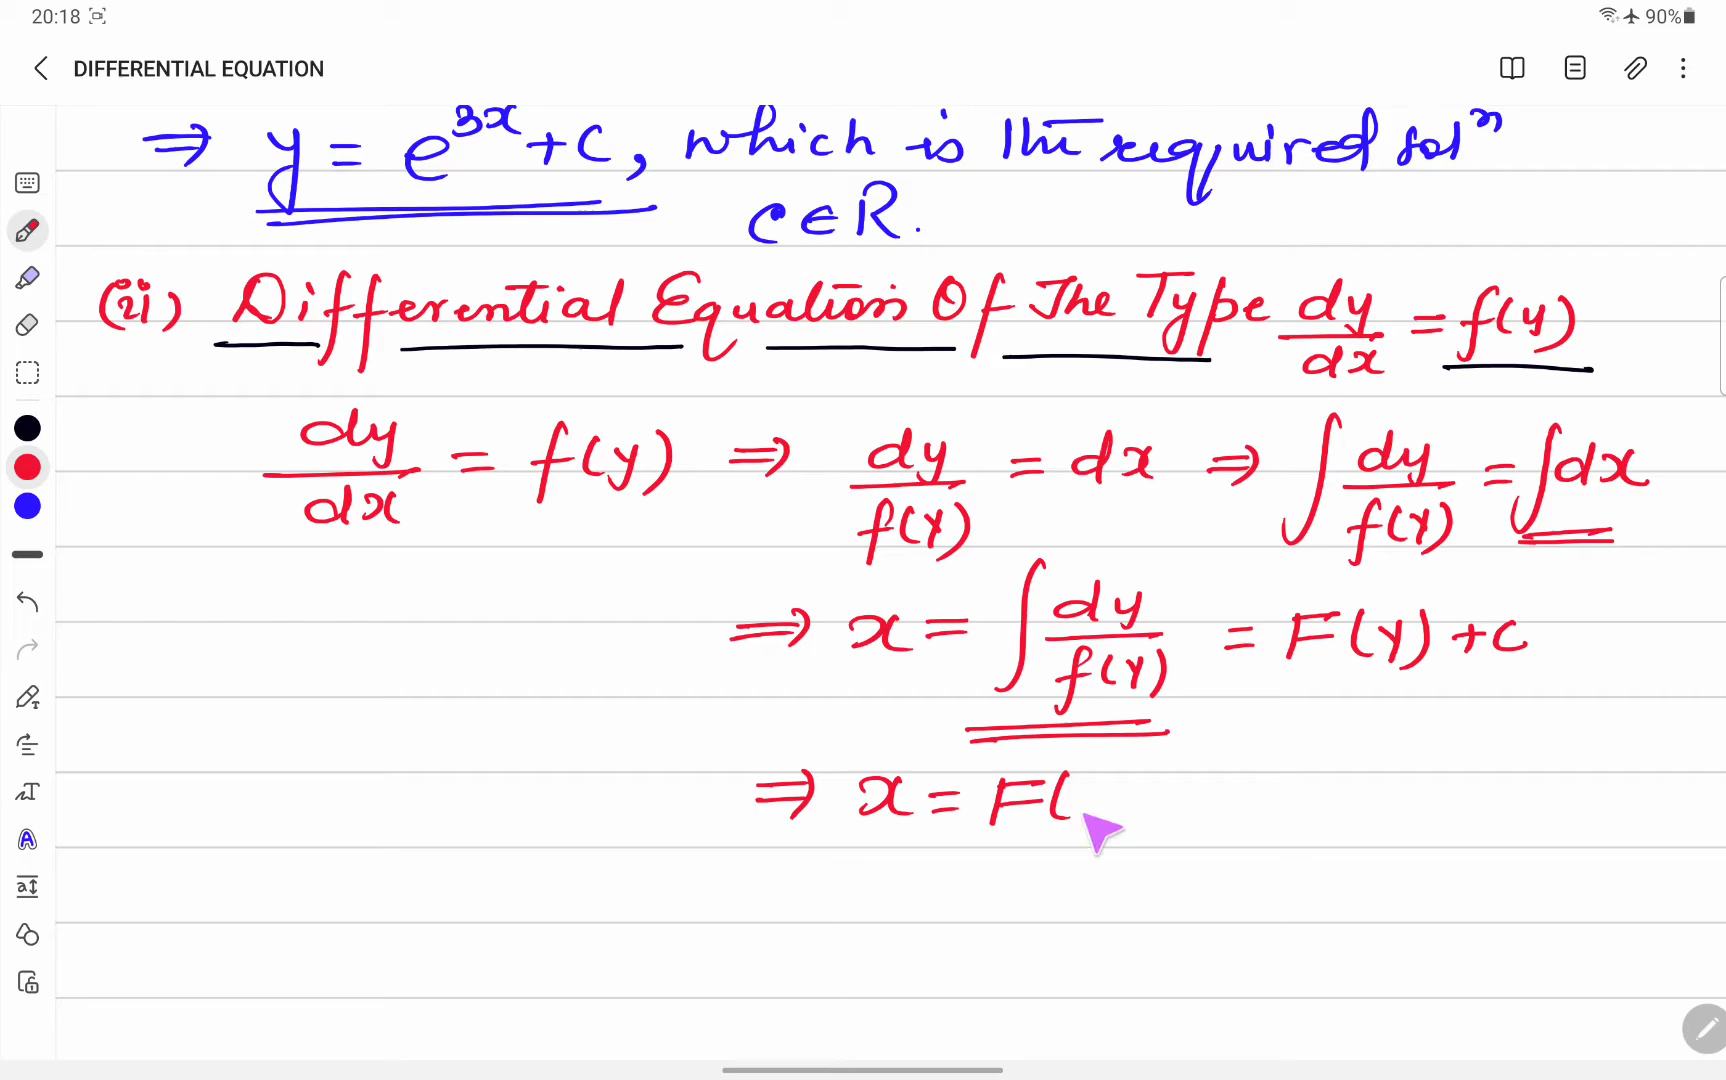 20:18 90%
DIFFERENTIAL EQUATION
⇒ y = e^{3x} + c, which is the required solⁿ
c ∈ R.
(ii) Differential Equations Of The Type dy/dx = f(y)
dy/dx = f(y) ⇒ dy/f(y) = dx ⇒ ∫ dy/f(y) = ∫dx
⇒ x = ∫ dy/f(y) = F(y) + c
⇒ x = F(